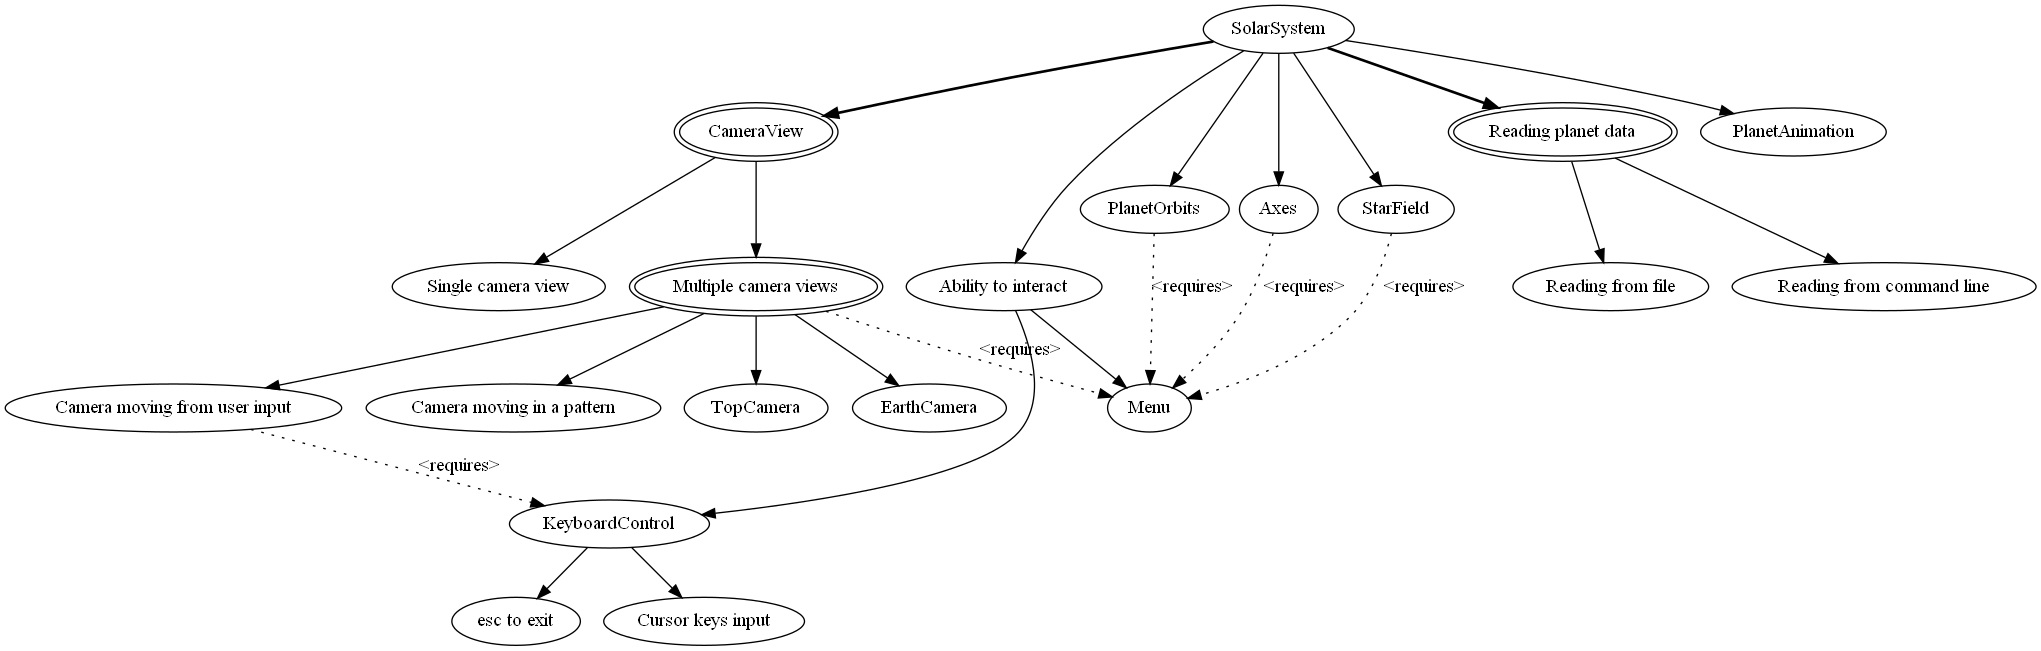 SolarSystem
CameraView
Reading planet data
PlanetAnimation
PlanetOrbits
Axes
StarField
Single camera view
Multiple camera views
Ability to interact
<requires>
<requires>
<requires>
Reading from file
Reading from command line
<requires>
Camera moving from user input
Camera moving in a pattern
TopCamera
EarthCamera
Menu
<requires>
KeyboardControl
esc to exit
Cursor keys input